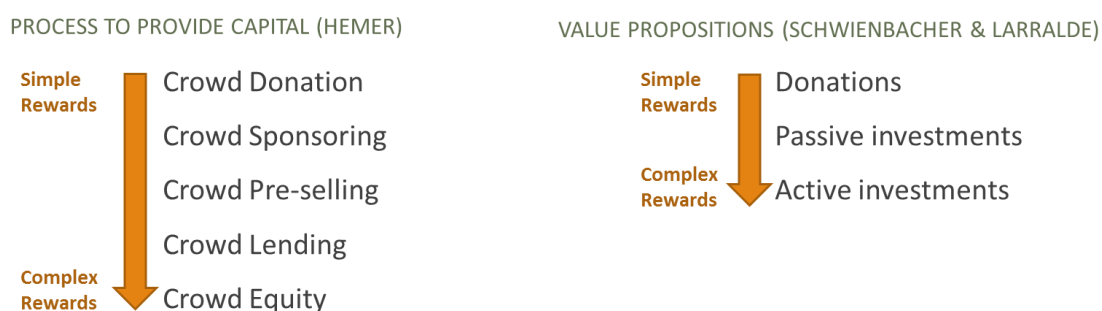 PROCESS TO PROVIDE CAPITAL (HEMER)
Simple
Rewards
Crowd Donation
Crowd Sponsoring
Crowd Pre-selling
Crowd Lending
Complex
Rewards
Crowd Equity
VALUE PROPOSITIONS (SCHWIENBACHER & LARRALDE)
Simple
Rewards
Donations
Passive investments
Complex
Rewards
Active investments